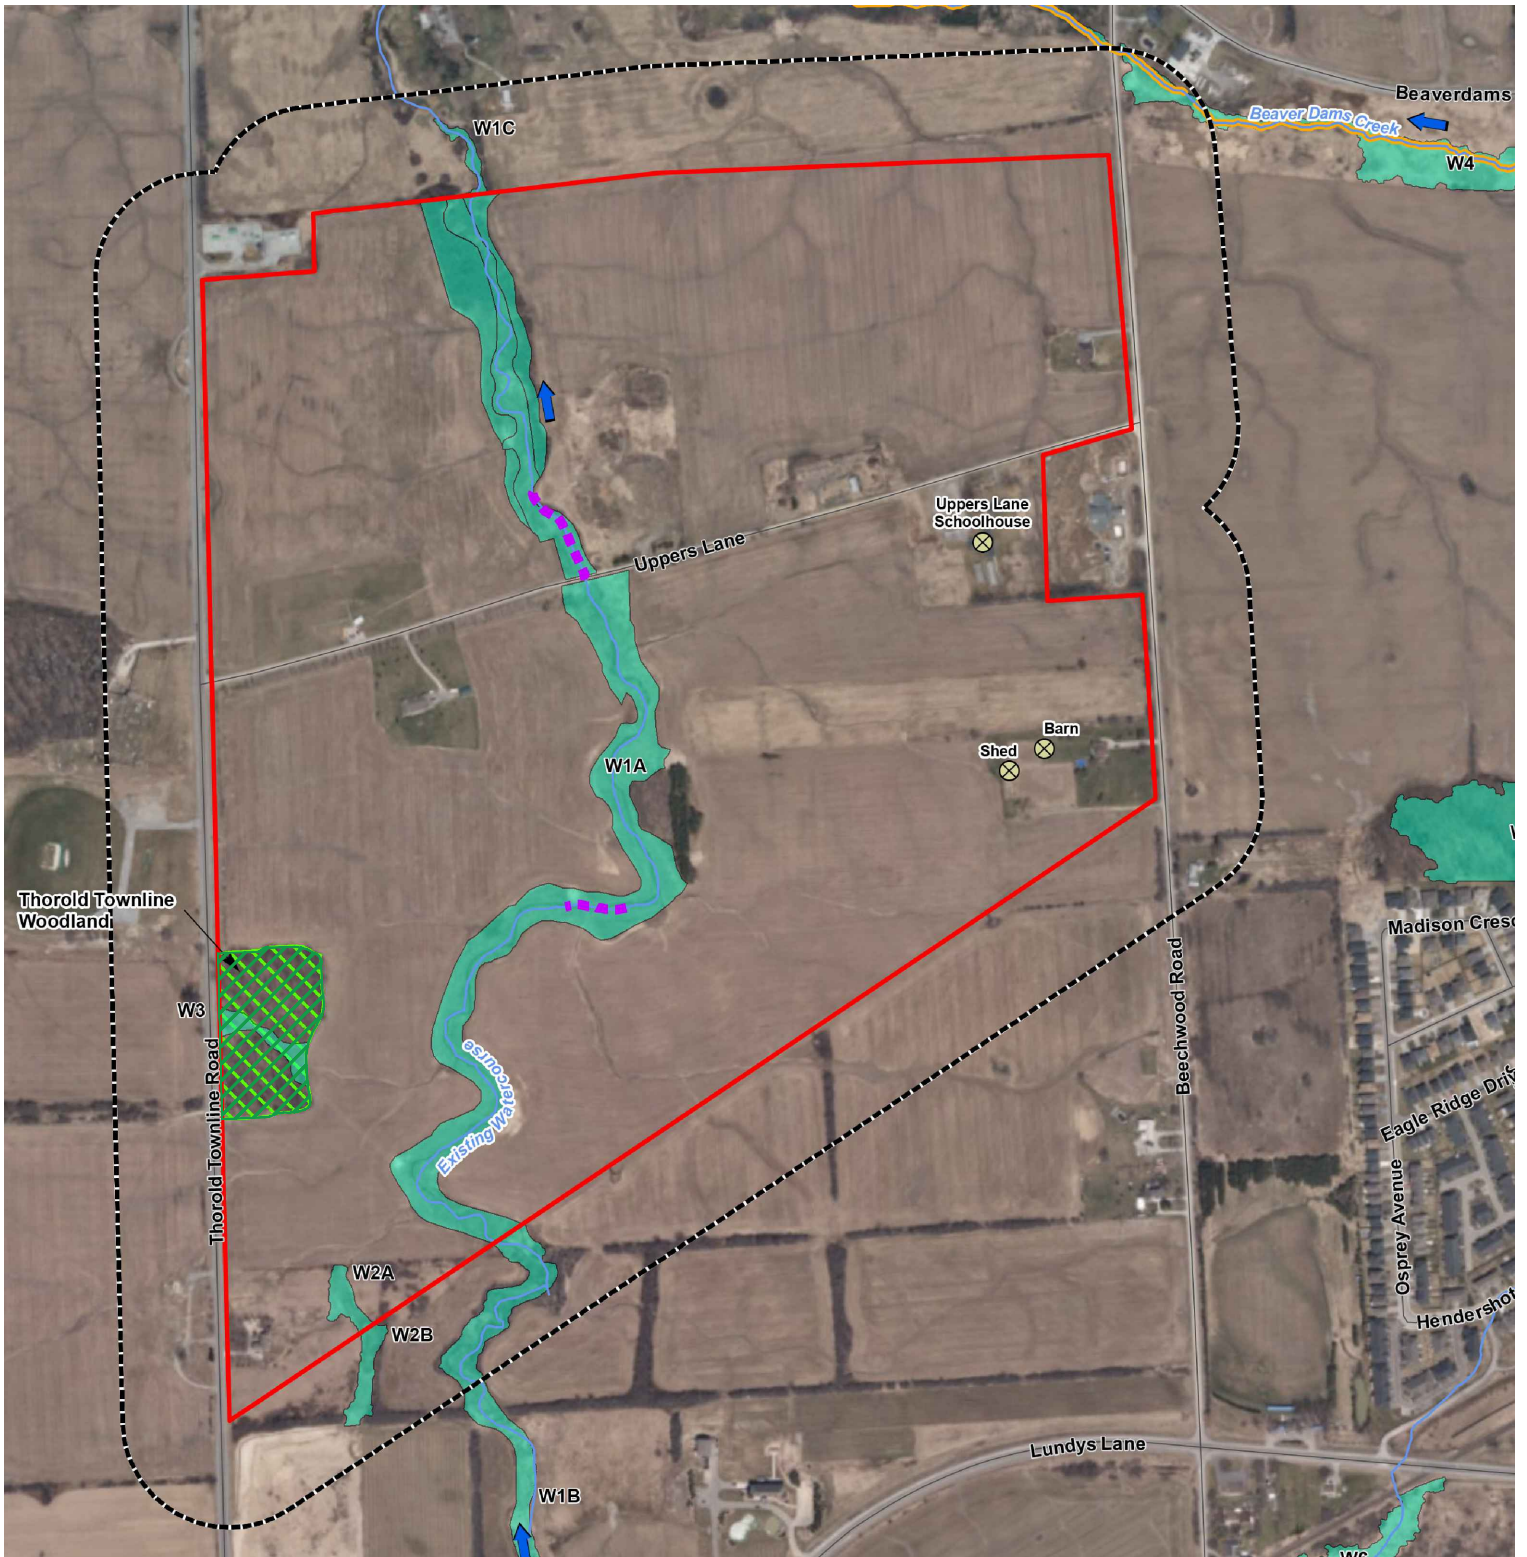 Beaverdams
W1C
Beaver Dams Creek
W4
Uppers Lane
Schoolhouse
Uppers Lane
Barn
Shed
W1A
Thorold Townline
Woodland
Madison Cresc
W3
Beechwood Road
Existing Watercourse
Thorold Townline Road
Eagle Ridge Driv
Osprey Avenue
W2A
Hendershot
W2B
Lundys Lane
W1B